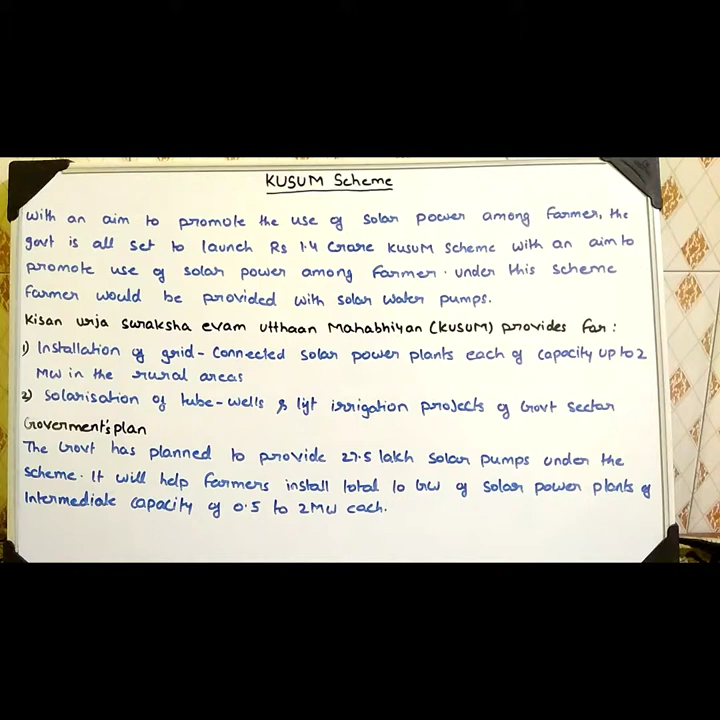 KUSUM Scheme
With an aim to promote the use of solar power among Farmer, the
govt is all set to launch Rs 1.4 Crore KUSUM Scheme with an aim to
promote use of solar power among Farmer. under this scheme
Farmer would be provided with solar water pumps.
Kisan urja suraksha evam utthaan Mahabhiyan (KUSUM) provides for:
1) Installation of grid-connected solar power plants each of capacity up to 2
MW in the rural areas
2) Solarisation of tube-wells & lift irrigation projects of Govt sector
Goverment's plan
The Govt has planned to provide 27.5 lakh solar pumps under the
scheme. It will help farmers install total 10 GW of solar power plants of
Intermediate capacity of 0.5 to 2 MW each.